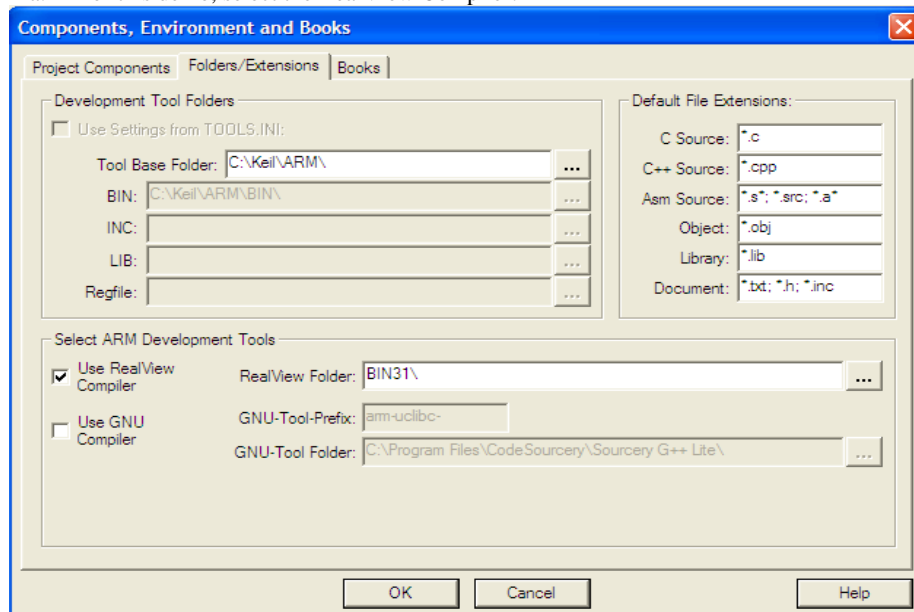 Components, Environment and Books
Project Components Folders/Extensions Books
Development Tool Folders
Use Settings from TOOLS.INI:
Tool Base Folder: C:\Keil\ARM\ ...
BIN: C:\Keil\ARM\BIN\ ...
INC: ...
LIB: ...
Regfile: ...
Default File Extensions:
C Source: *.c
C++ Source: *.cpp
Asm Source: *.s*; *.src; *.a*
Object: *.obj
Library: *.lib
Document: *.txt; *.h; *.inc
Select ARM Development Tools
Use RealView
Compiler
RealView Folder: BIN31\ ...
Use GNU
Compiler
GNU-Tool-Prefix: arm-uclibc-
GNU-Tool Folder: C:\Program Files\CodeSourcery\Sourcery G++ Lite\ ...
OK Cancel Help